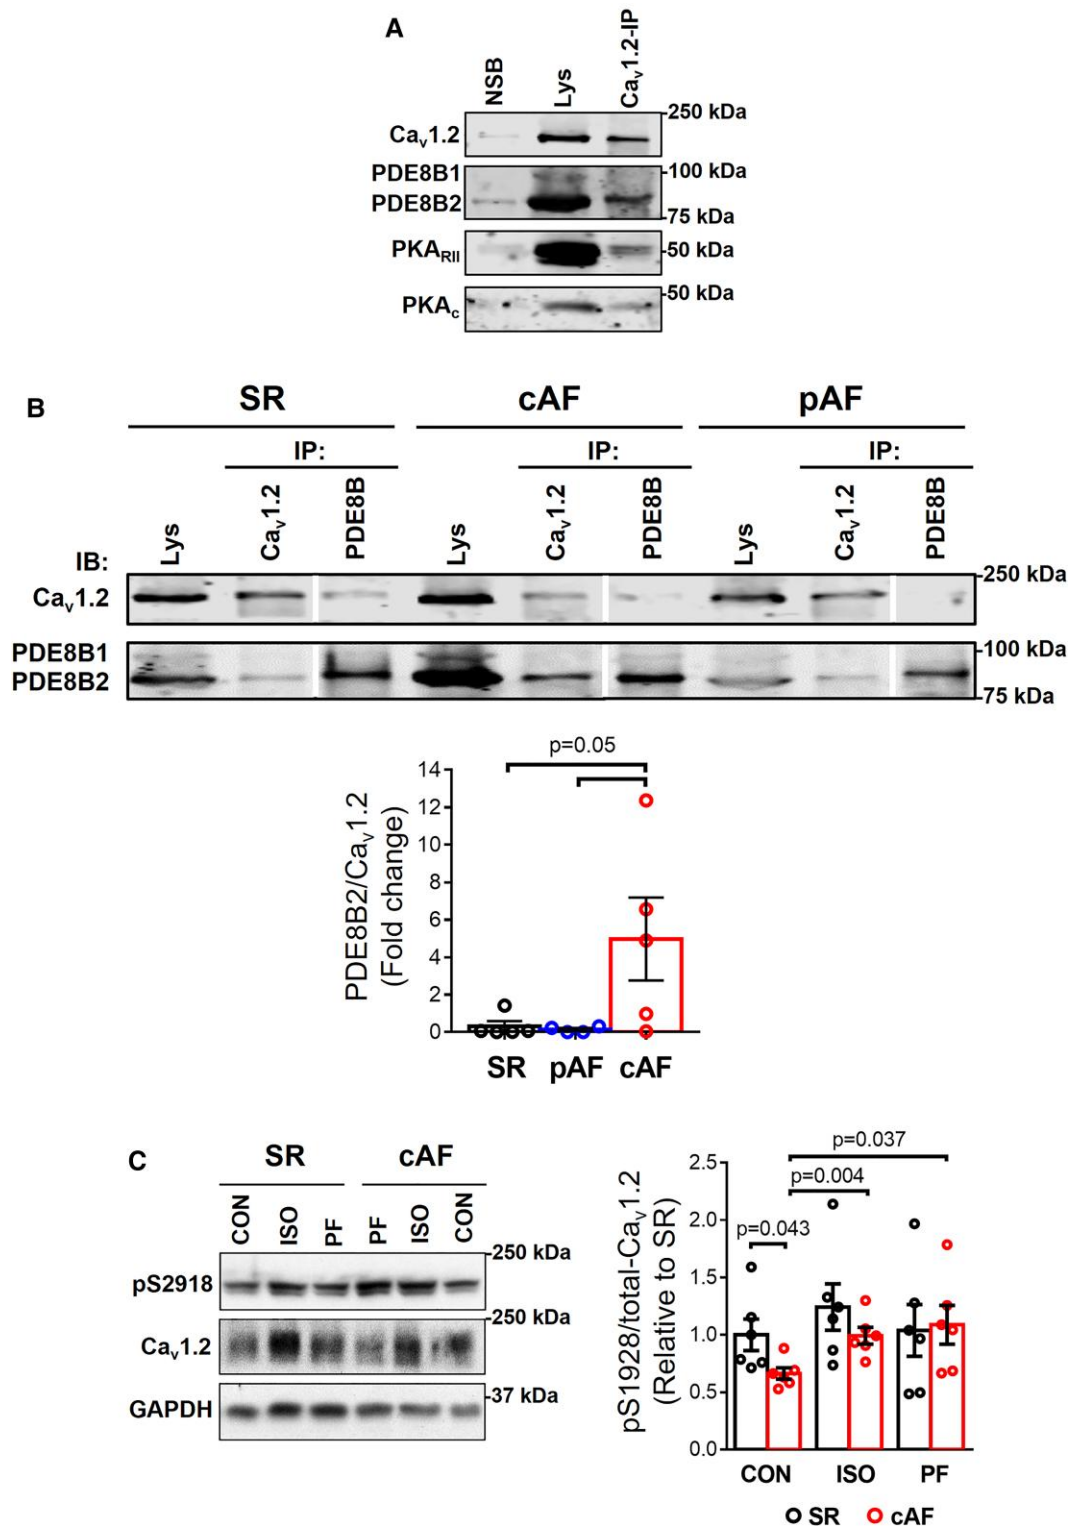 A
NSB
Lys
Cav1.2-IP
Cav1.2
250 kDa
PDE8B1
100 kDa
PDE8B2
75 kDa
PKARII
50 kDa
50 kDa
PKAc
B
SR
cAF
pAF
IP:
IP:
IP:
Lys
Cav1.2
PDE8B
Lys
Cav1.2
PDE8B
Lys
Cav1.2
PDE8B
IB:
250 kDa
Cav1.2
PDE8B1
100 kDa
PDE8B2
75 kDa
p=0.05
PDE8B2/Cav1.2
(Fold change)
14
12
10
8
6
4
2
0
SR pAF cAF
C
SR
cAF
CON
ISO
PF
PF
ISO
CON
250 kDa
pS2918
250 kDa
Cav1.2
37 kDa
GAPDH
p=0.037
p=0.004
p=0.043
pS1928/total-Cav1.2
(Relative to SR)
2.5
2.0
1.5
1.0
0.5
0.0
CON ISO PF
SR cAF